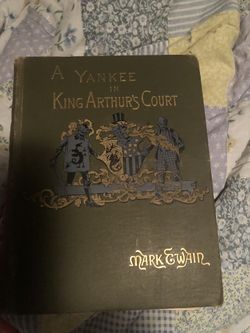 A YANKEE
IN
KING ARTHUR'S COURT
MARK TWAIN